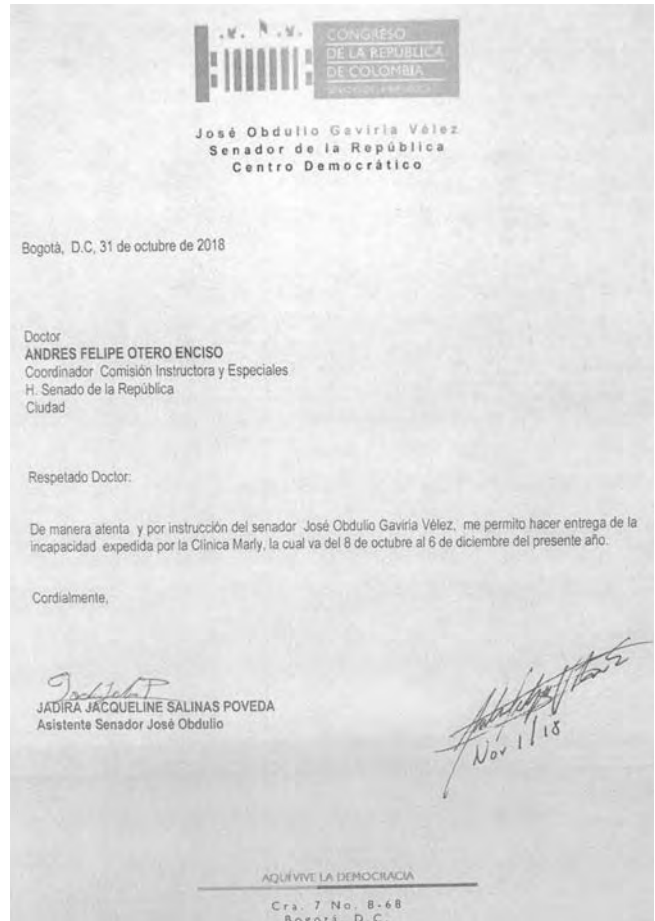 CONGRESO
DE LA REPÚBLICA
DE COLOMBIA
José Obdulio Gaviria Vélez
Senador de la República
Centro Democrático
Bogotá, D.C, 31 de octubre de 2018
Doctor
ANDRES FELIPE OTERO ENCISO
Coordinador Comisión Instructora y Especiales
H. Senado de la República
Ciudad
Respetado Doctor:
De manera atenta y por instrucción del senador José Obdulio Gaviria Vélez, me permito hacer entrega de la
incapacidad expedida por la Clínica Marly, la cual va del 8 de octubre al 6 de diciembre del presente año.
Cordialmente,
JADIRA JACQUELINE SALINAS POVEDA
Asistente Senador José Obdulio
Nov 1/18
AQUÍ VIVE LA DEMOCRACIA
Cra. 7 No. 8-68
Bogotá D.C.